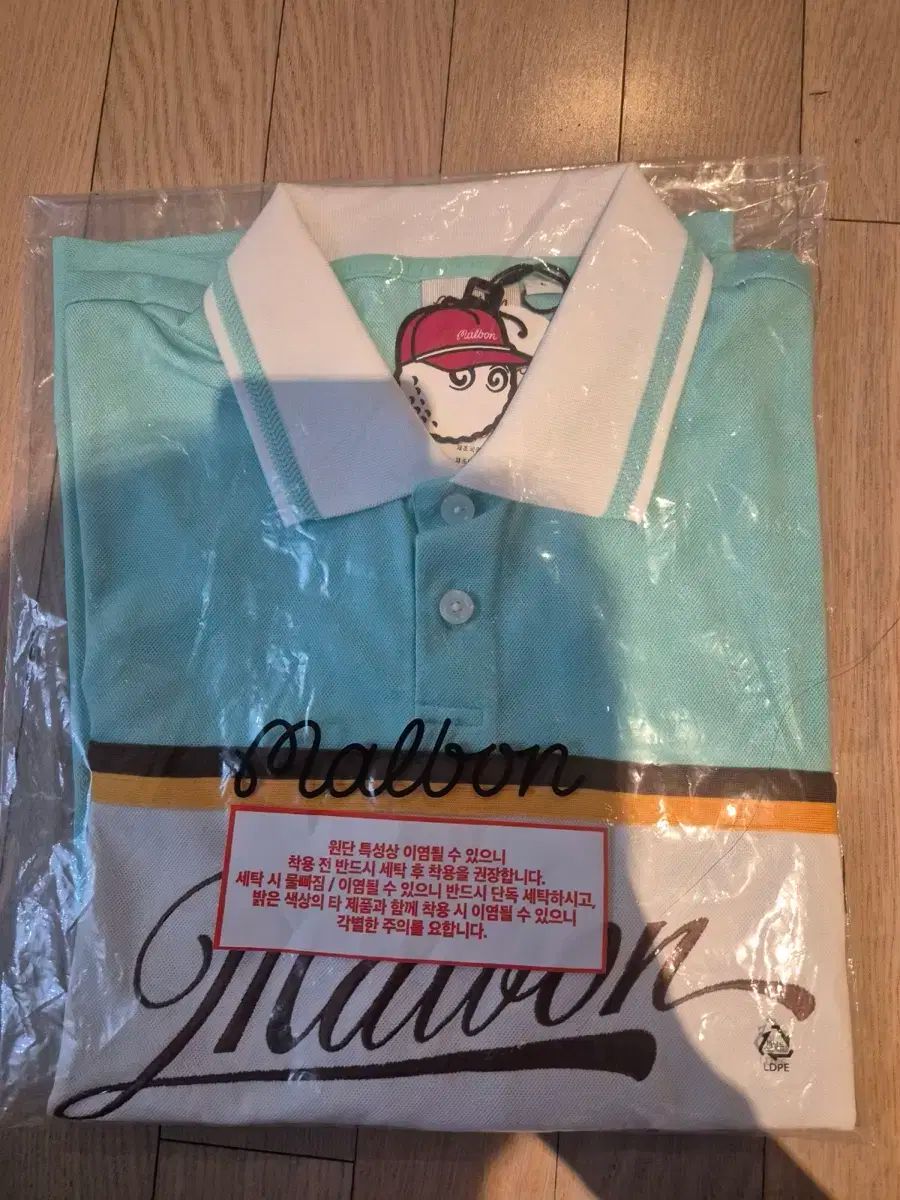 Malbon
Malbon
원단 특성상 이염될 수 있으니
착용 전 반드시 세탁 후 착용을 권장합니다.
세탁 시 물빠짐 / 이염될 수 있으니 반드시 단독 세탁하시고,
밝은 색상의 타 제품과 함께 착용 시 이염될 수 있으니
각별한 주의를 요합니다.
Malbon
LDPE